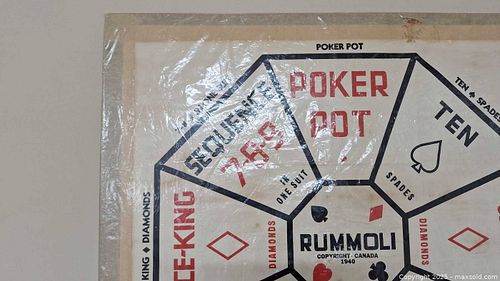 POKER POT
POKER
POT
SEQUENCE
7-8-9
IN
ONE SUIT
TEN
SPADES
TEN ♠ SPADES
KING ♦ DIAMONDS
CE-KING
DIAMONDS
DIAMONDS
RUMMOLI
COPYRIGHT - CANADA
1940
Copyright 2025 - maxsold.com